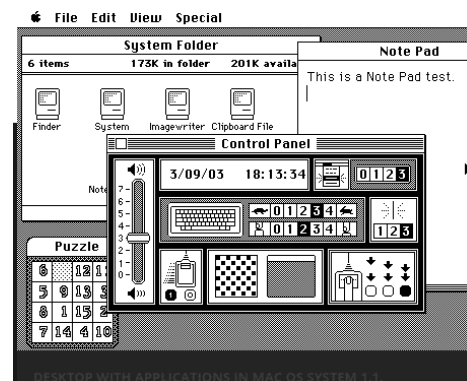 File Edit View Special
System Folder
6 items 173K in folder 201K availa
Note Pad
This is a Note Pad test.
Finder System Imagewriter Clipboard File
Control Panel
3/09/03 18:13:34
0 1 2 3
Note
7
6
5
4
3
2
1
0
0 1 2 3 4
0 1 2 3 4
1 2 3
1 0
Puzzle
6 12 1
5 9 13 3
8 1 15 2
7 14 4 10
DESKTOP WITH APPLICATIONS IN MAC OS SYSTEM 1.1.